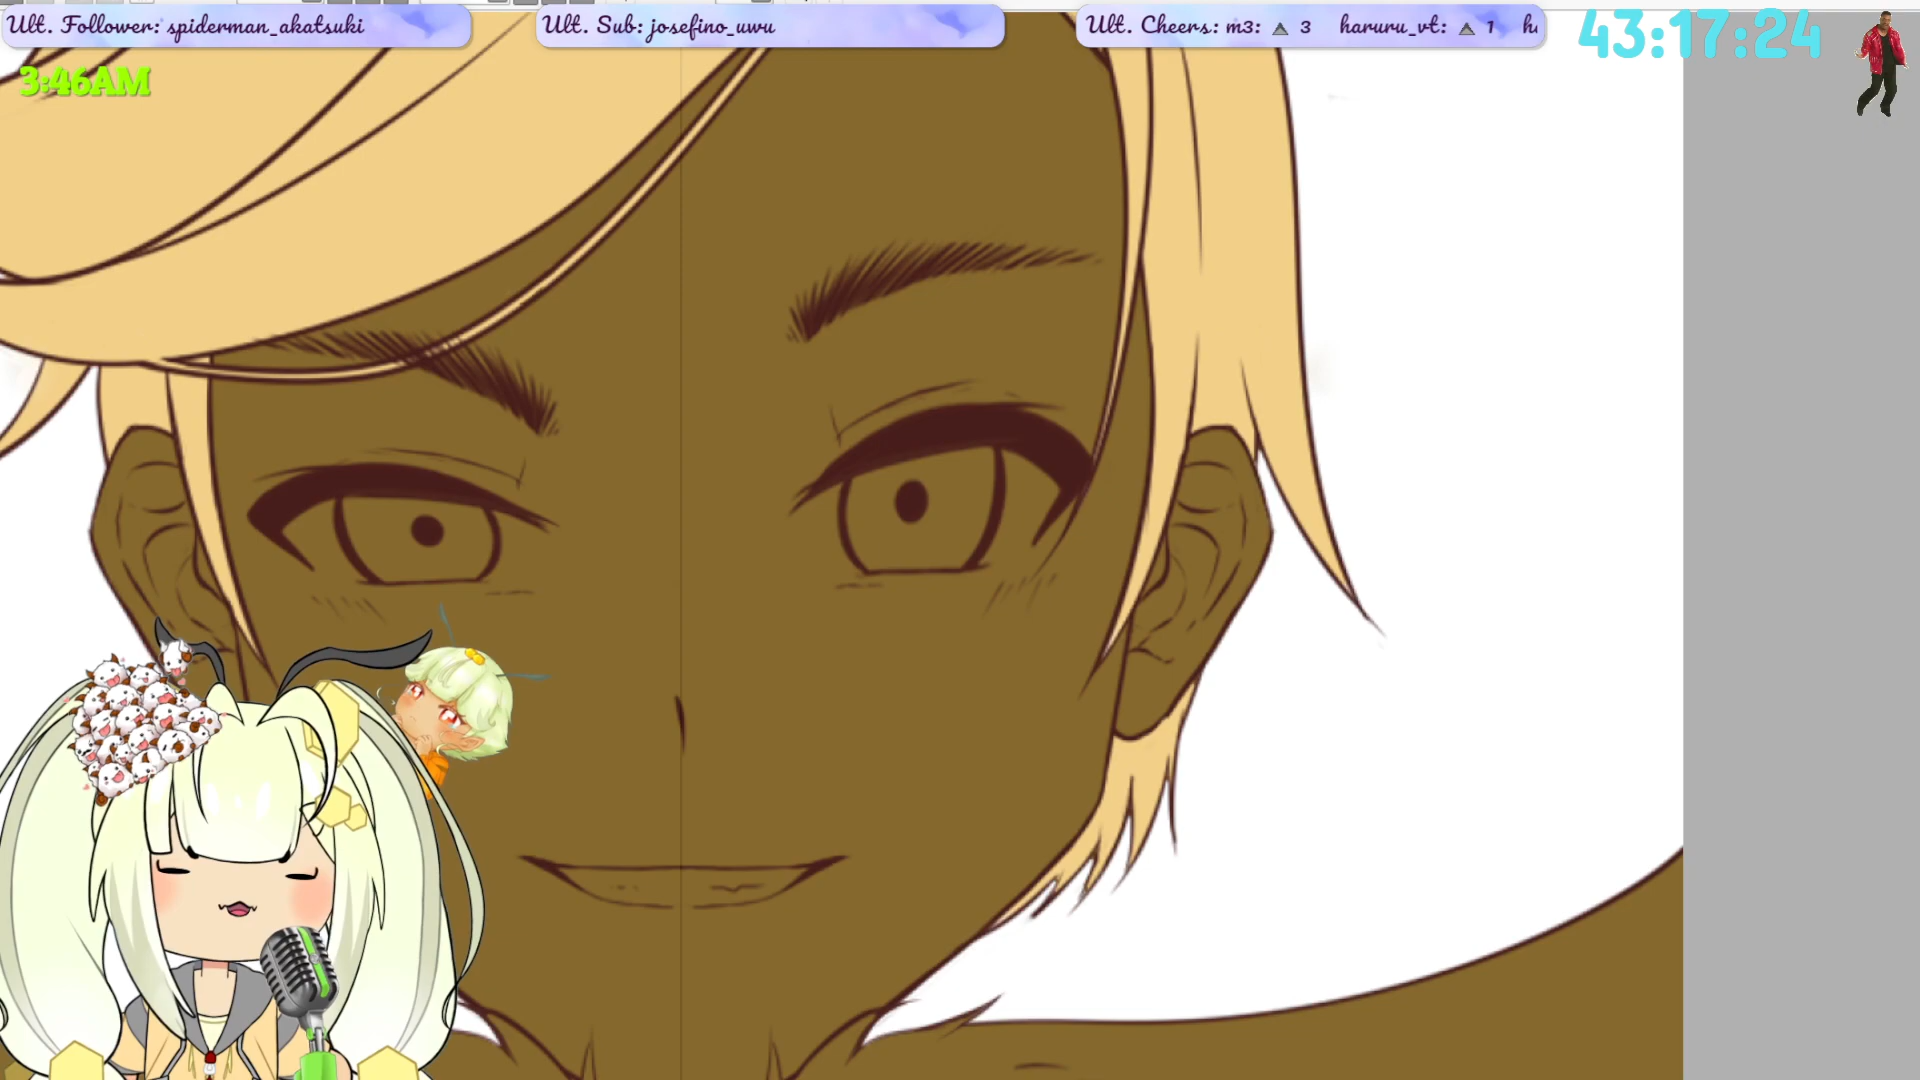 Ult. Follower: spiderman_akatsuki
Ult. Sub: josefino_uwu
Ult. Cheers: m3: 3 haruru_vt: 1 h
43:17:24
3:46AM